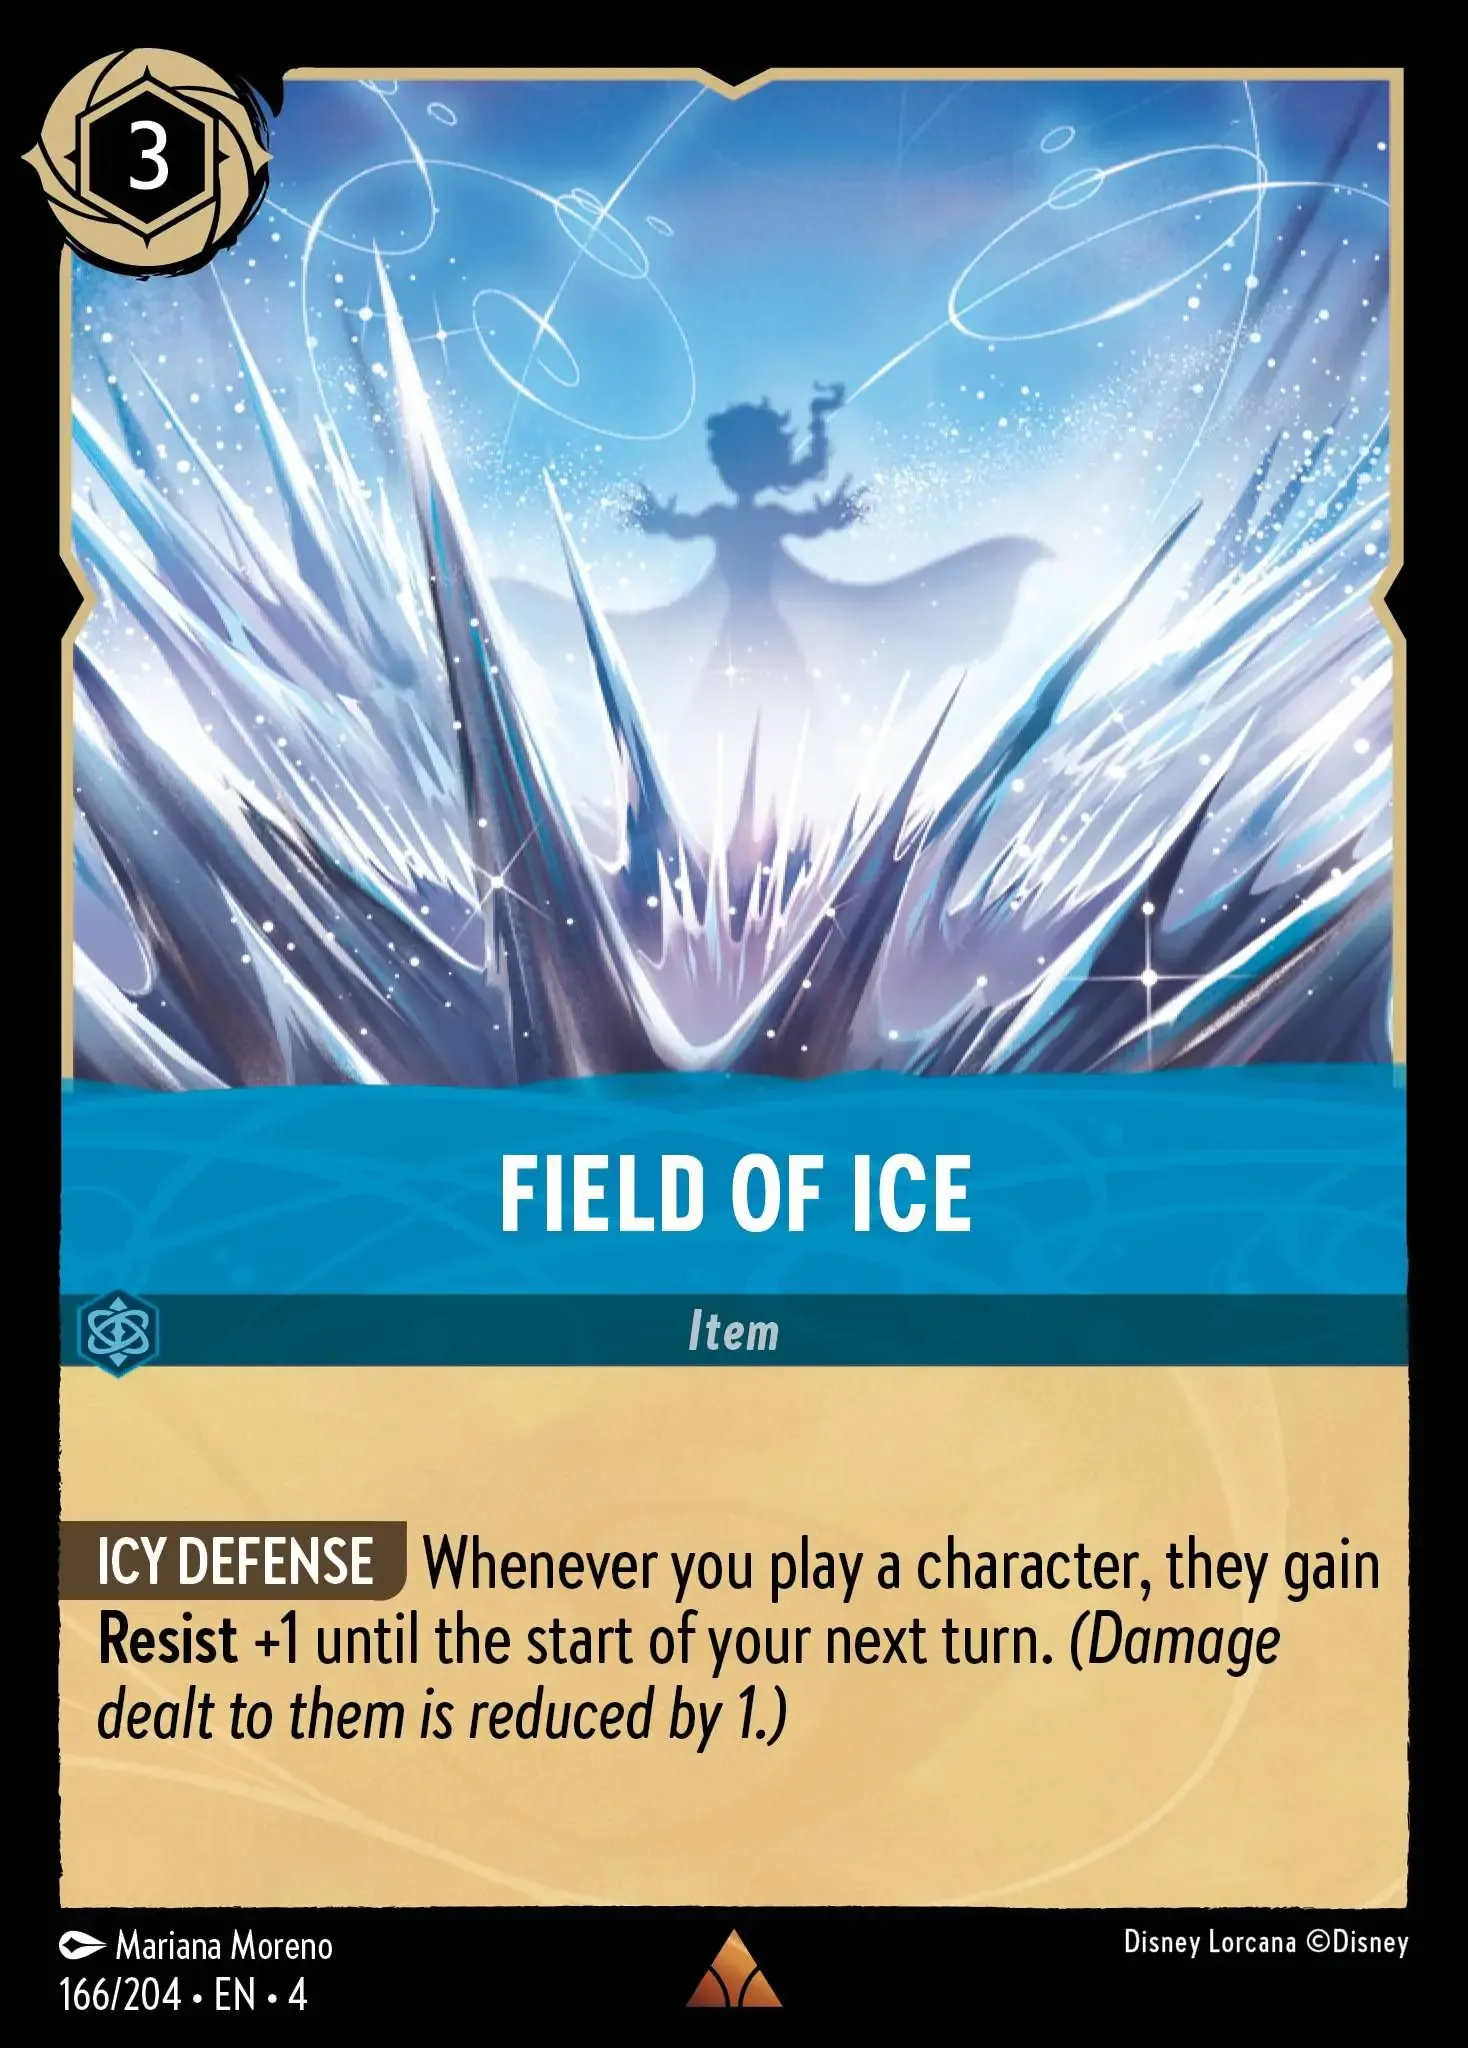 3
FIELD OF ICE
Item
ICY DEFENSE Whenever you play a character, they gain
Resist +1 until the start of your next turn. (Damage
dealt to them is reduced by 1.)
Mariana Moreno
Disney Lorcana ©Disney
166/204 • EN • 4